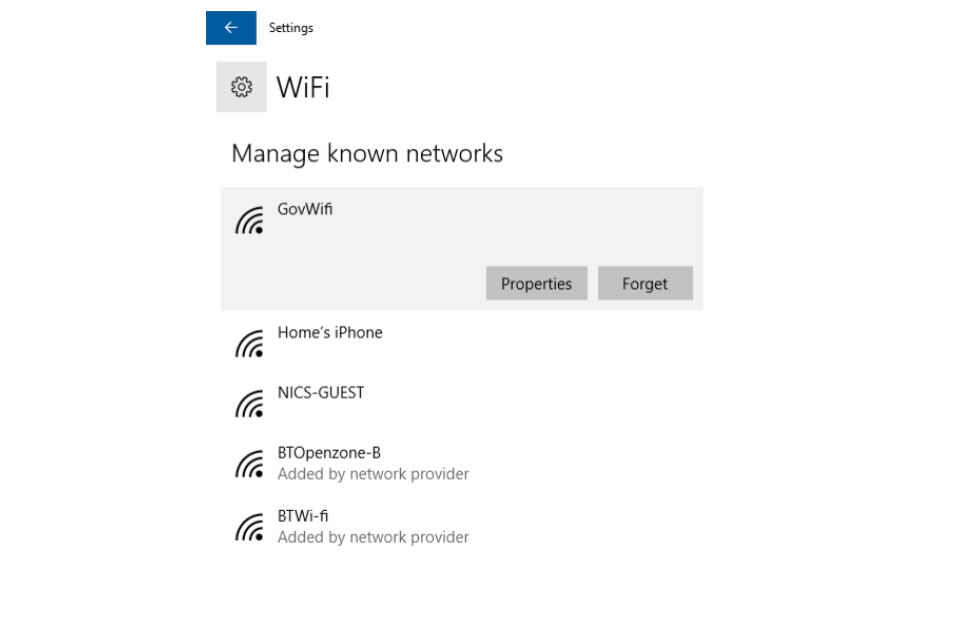 Settings
WiFi
Manage known networks
GovWifi
Properties Forget
Home's iPhone
NICS-GUEST
BTOpenzone-B
Added by network provider
BTWi-fi
Added by network provider